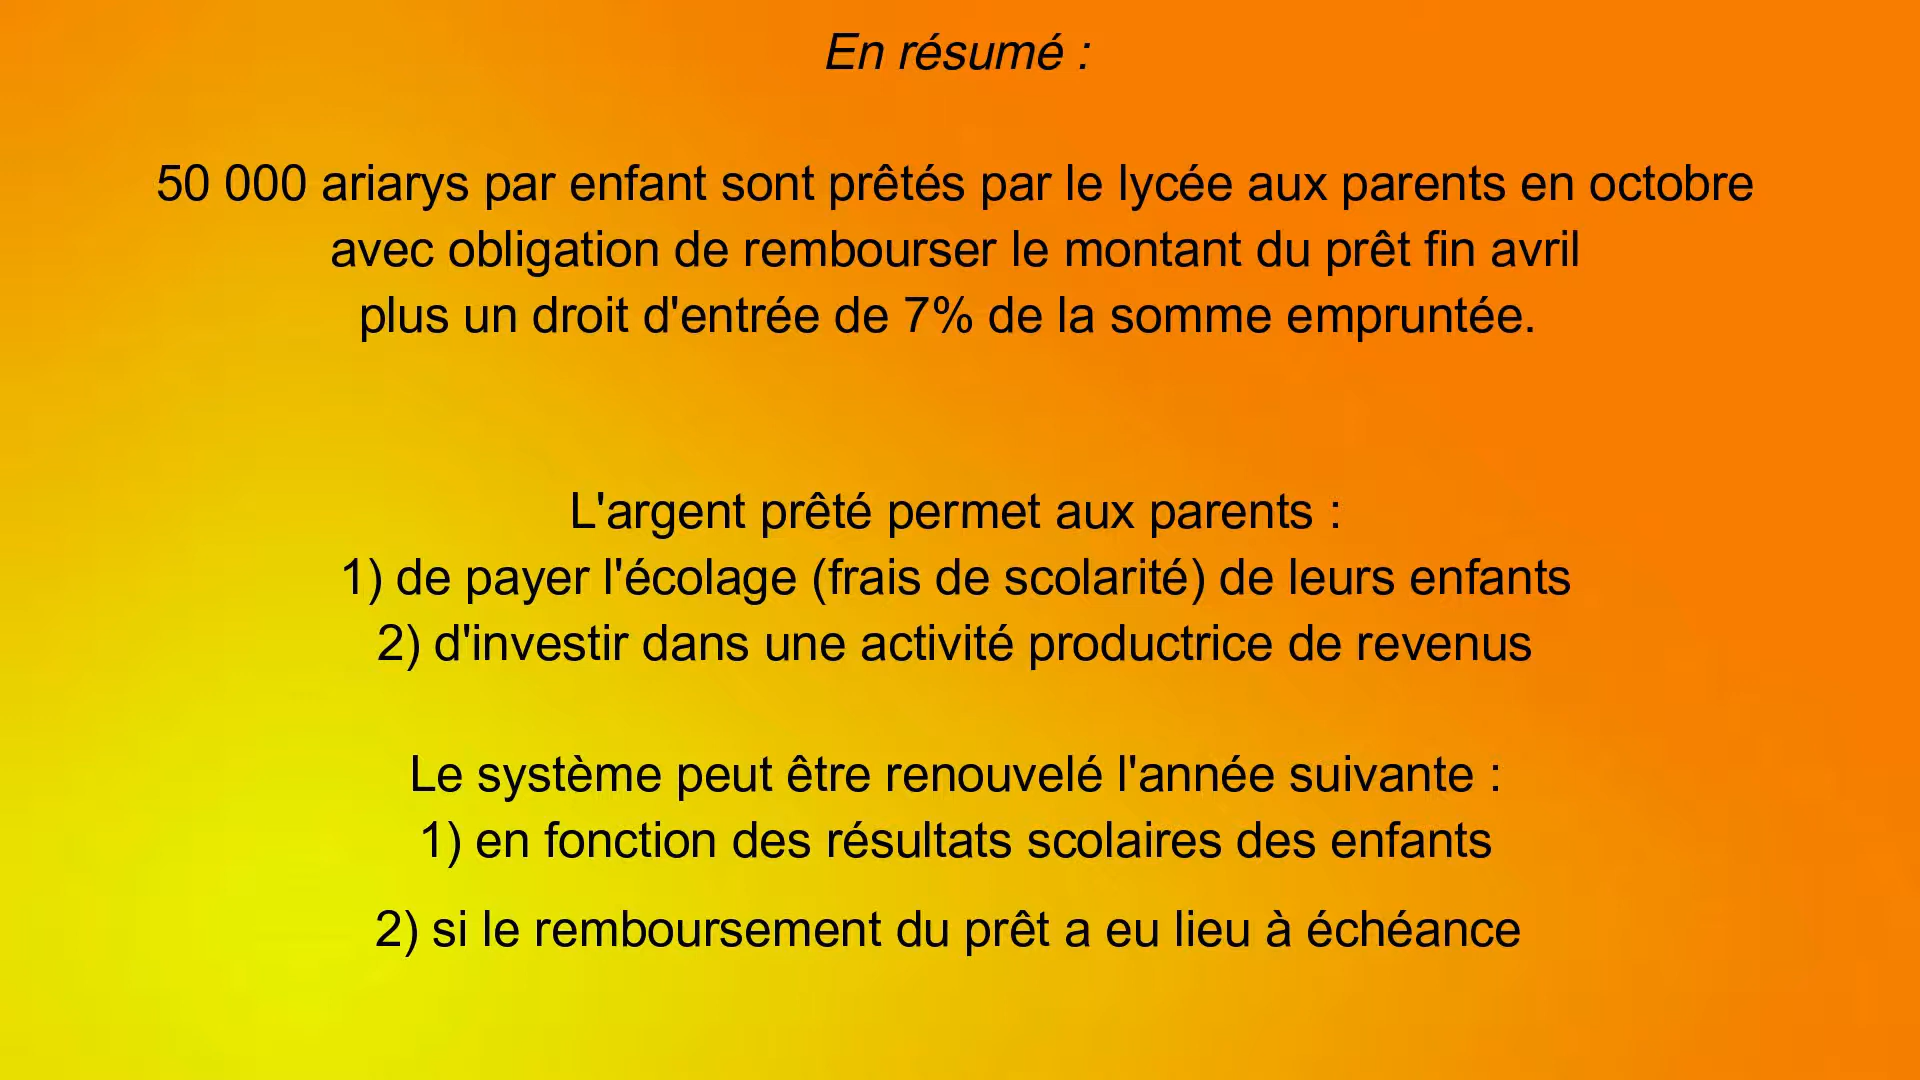 En résumé :
50 000 ariarys par enfant sont prêtés par le lycée aux parents en octobre
avec obligation de rembourser le montant du prêt fin avril
plus un droit d'entrée de 7% de la somme empruntée.
L'argent prêté permet aux parents :
1) de payer l'écolage (frais de scolarité) de leurs enfants
2) d'investir dans une activité productrice de revenus
Le système peut être renouvelé l'année suivante :
1) en fonction des résultats scolaires des enfants
2) si le remboursement du prêt a eu lieu à échéance